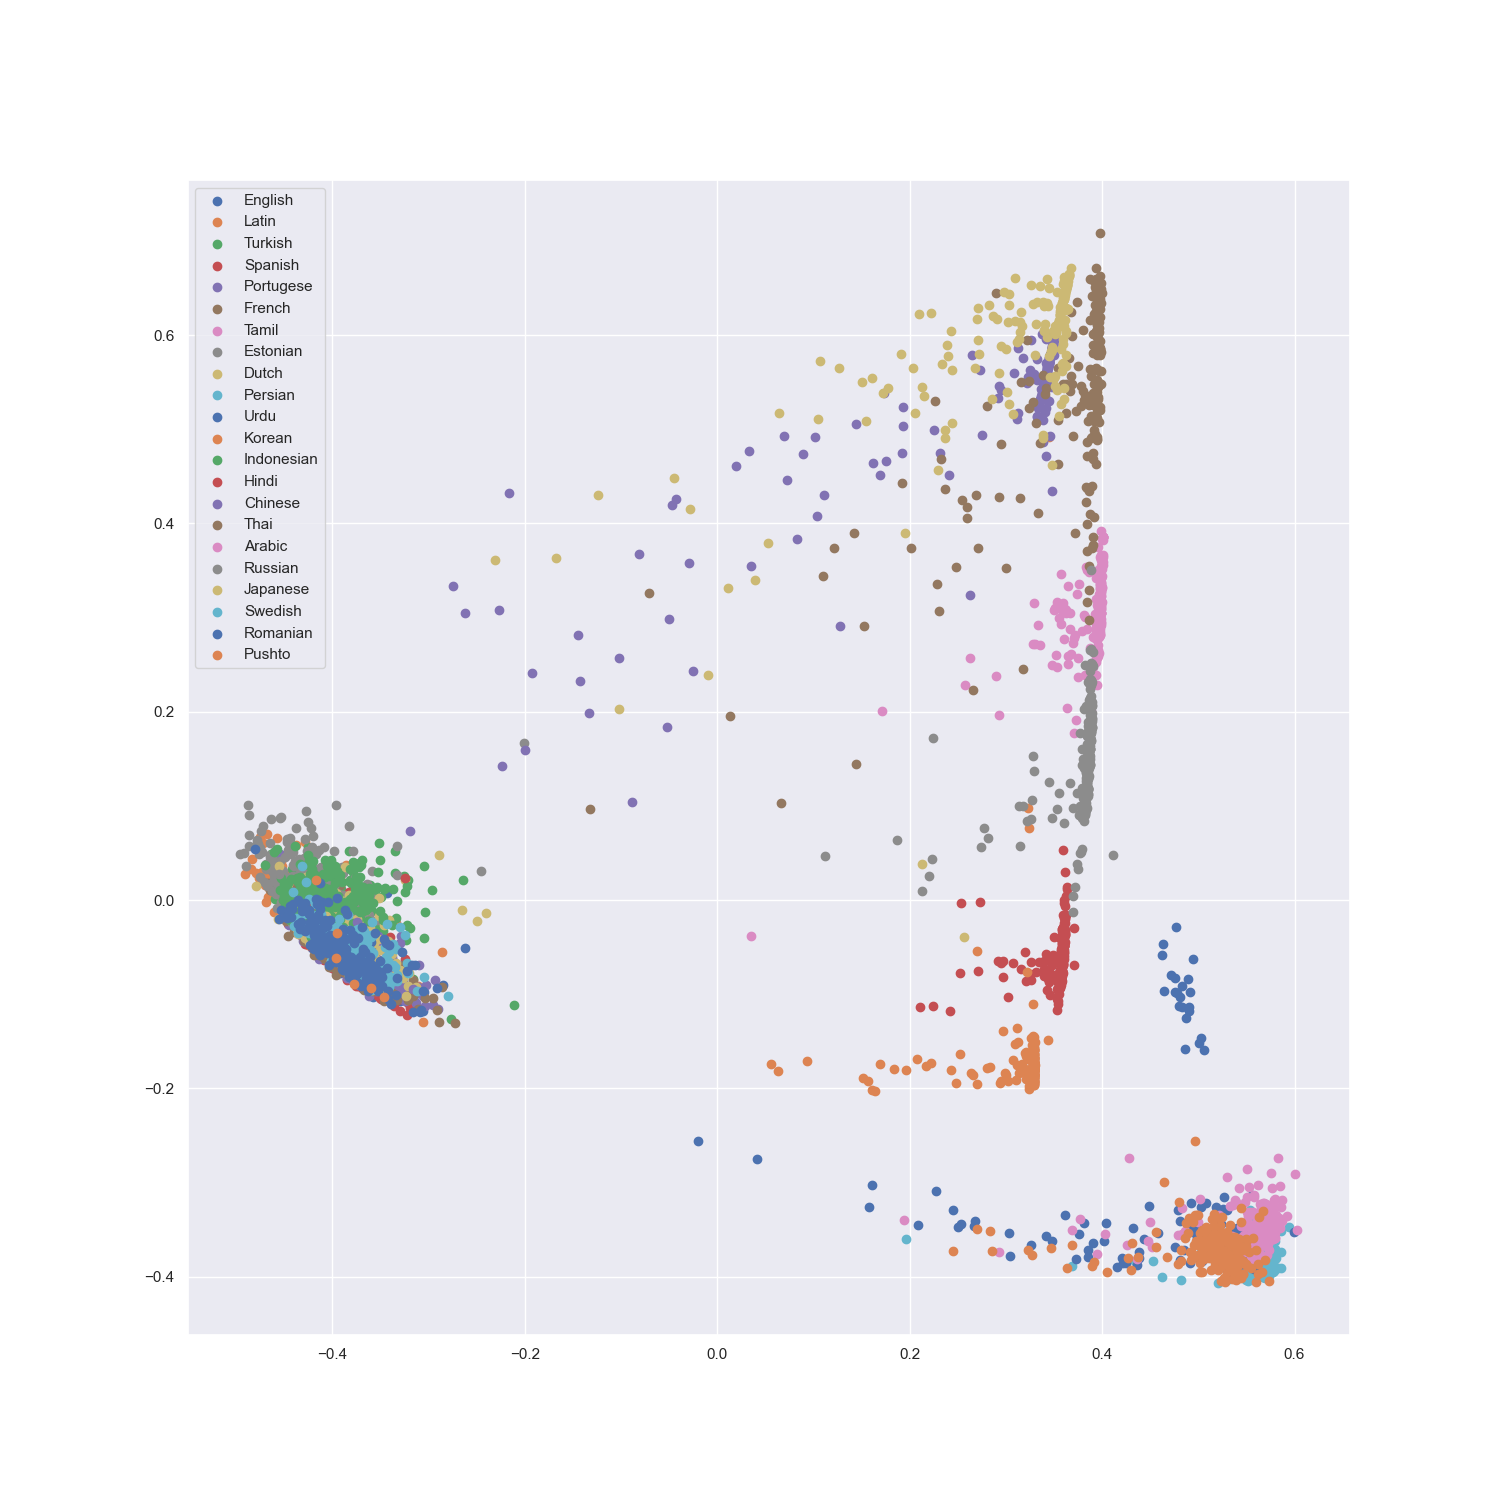 English
Latin
Turkish
Spanish
Portugese
French
Tamil
Estonian
Dutch
Persian
Urdu
Korean
Indonesian
Hindi
Chinese
Thai
Arabic
Russian
Japanese
Swedish
Romanian
Pushto
0.6
0.4
0.2
0.0
−0.2
−0.4
−0.4 −0.2 0.0 0.2 0.4 0.6